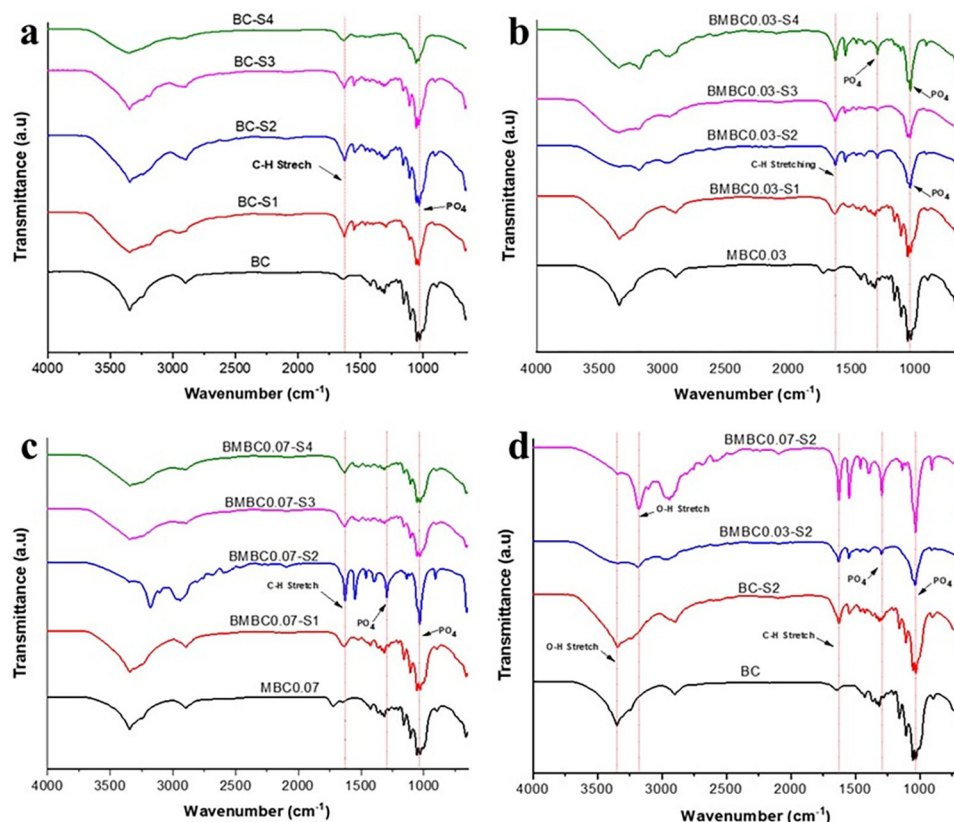 a
BC-S4
BC-S3
BC-S2
C-H Strech
PO4
BC-S1
BC
Transmittance (a.u)
4000 3500 3000 2500 2000 1500 1000
Wavenumber (cm-1)
b
BMBC0.03-S4
PO4
PO4
BMBC0.03-S3
BMBC0.03-S2
C-H Stretching
PO4
BMBC0.03-S1
MBC0.03
Transmittance (a.u)
4000 3500 3000 2500 2000 1500 1000
Wavenumber (cm-1)
c
BMBC0.07-S4
BMBC0.07-S3
BMBC0.07-S2
C-H Stretch
PO4
PO4
BMBC0.07-S1
MBC0.07
Transmittance (a.u)
4000 3500 3000 2500 2000 1500 1000
Wavenumber (cm-1)
d
BMBC0.07-S2
O-H Stretch
BMBC0.03-S2
PO4
PO4
BC-S2
C-H Stretch
O-H Stretch
BC
Transmittance (a.u)
4000 3500 3000 2500 2000 1500 1000
Wavenumber (cm-1)